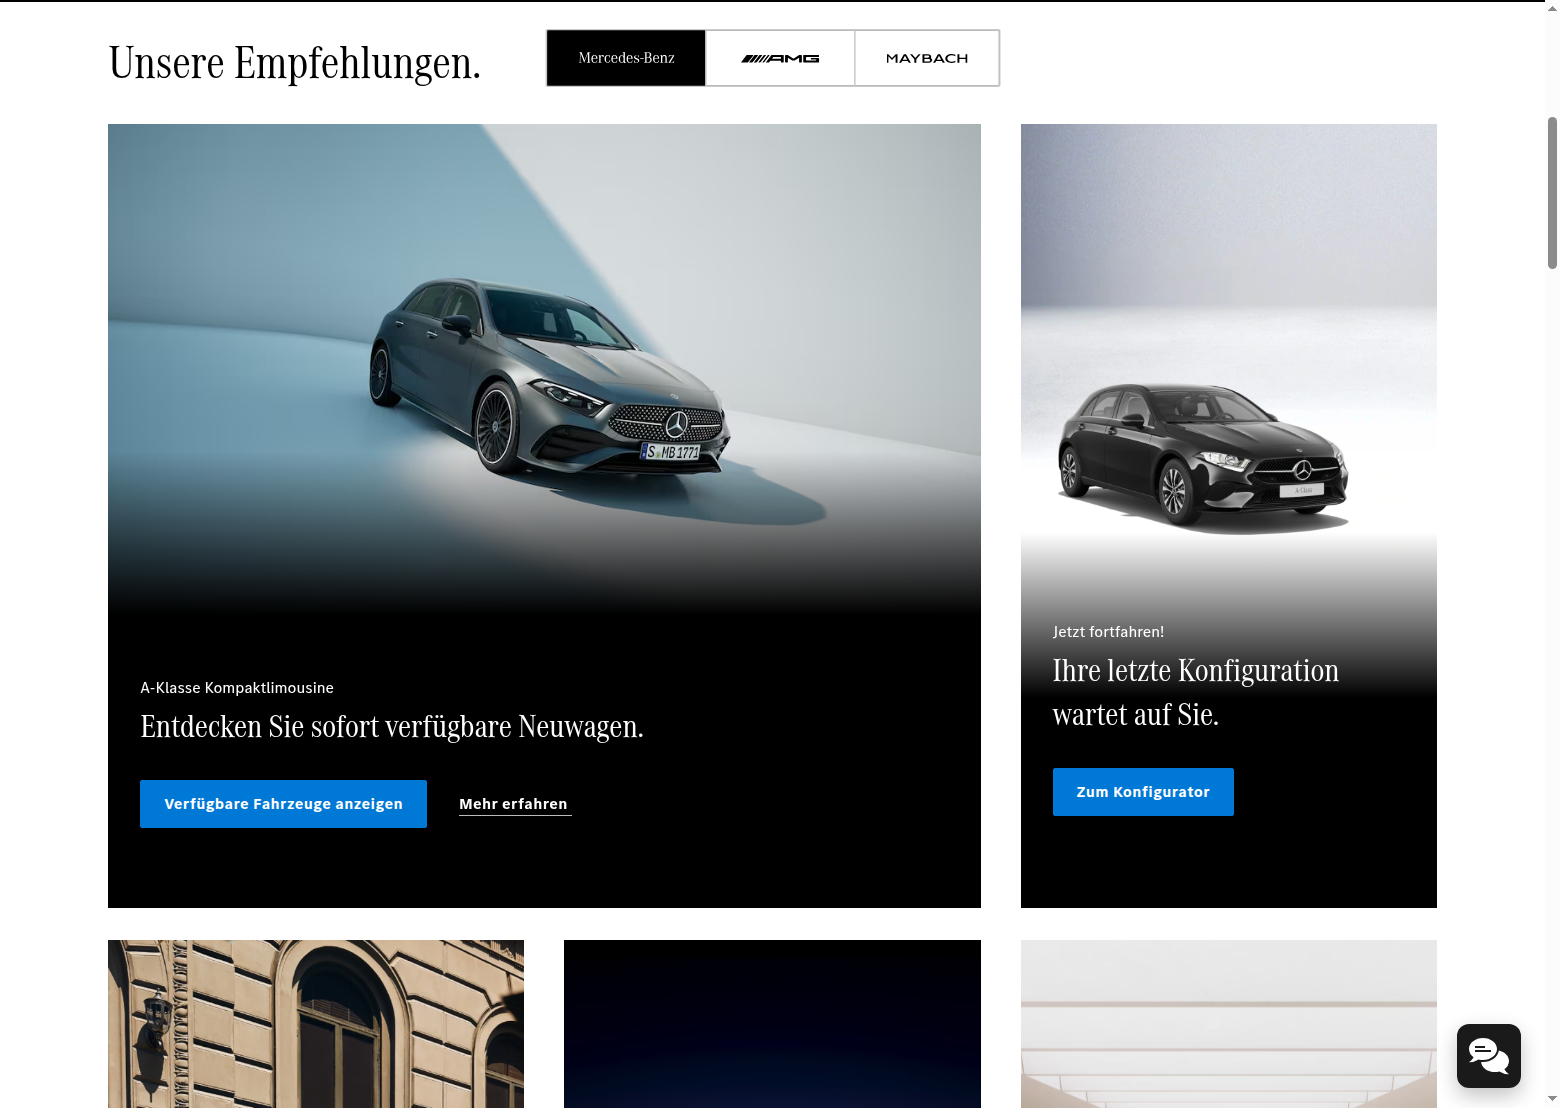 Unsere Empfehlungen.
Mercedes-Benz
AMG
MAYBACH
S MB 1771
A-Class
A-Klasse Kompaktlimousine
Entdecken Sie sofort verfügbare Neuwagen.
Verfügbare Fahrzeuge anzeigen
Mehr erfahren
Jetzt fortfahren!
Ihre letzte Konfiguration
wartet auf Sie.
Zum Konfigurator